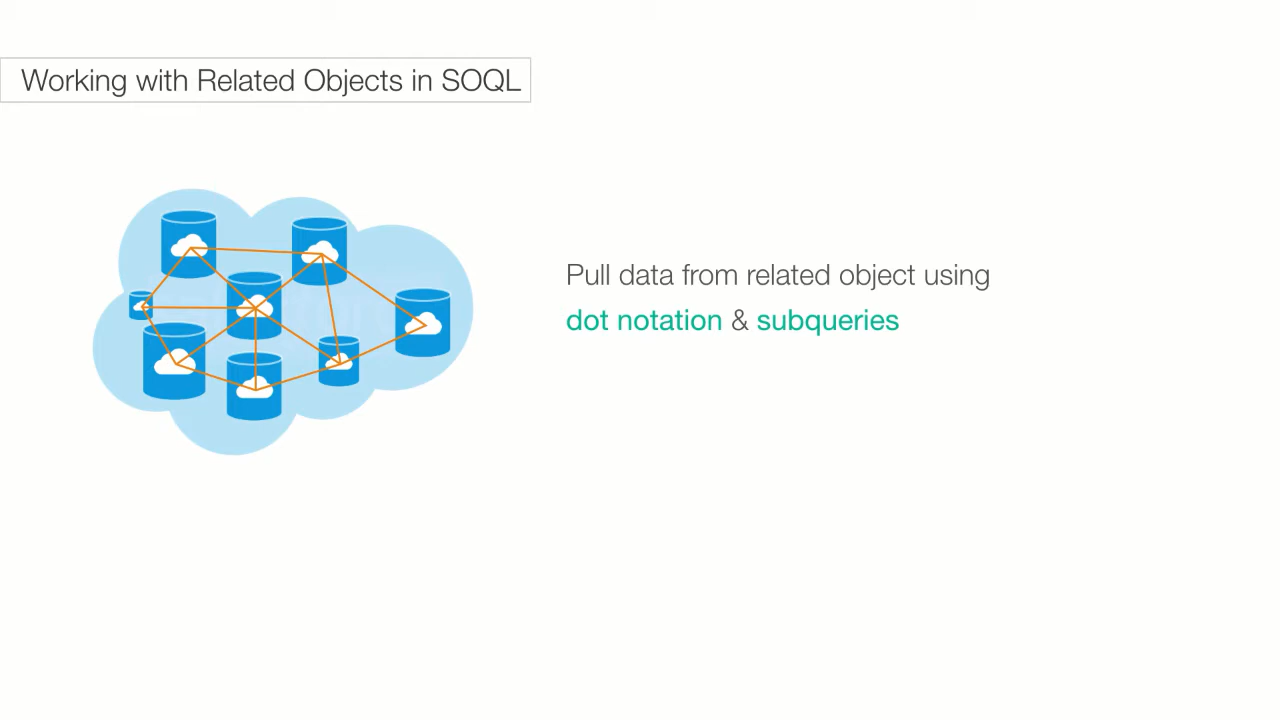 Working with Related Objects in SOQL
Pull data from related object using
dot notation & subqueries